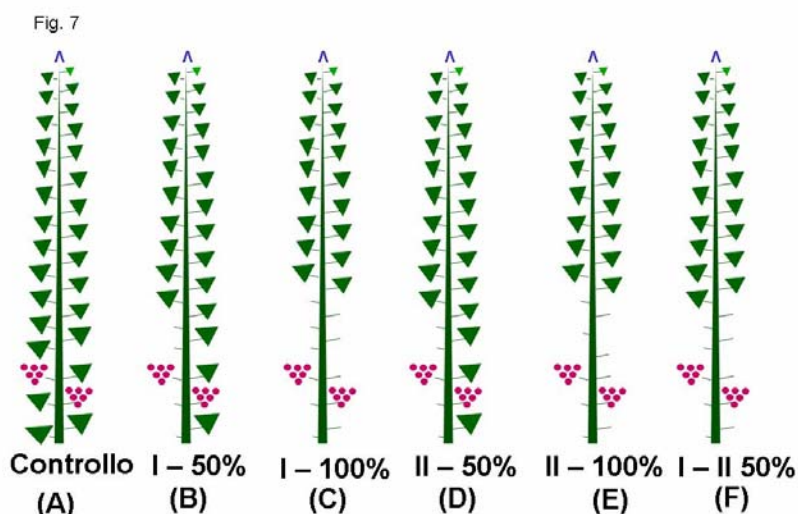 Fig. 7
Controllo I – 50% I – 100% II – 50% II – 100% I – II 50%
(A) (B) (C) (D) (E) (F)